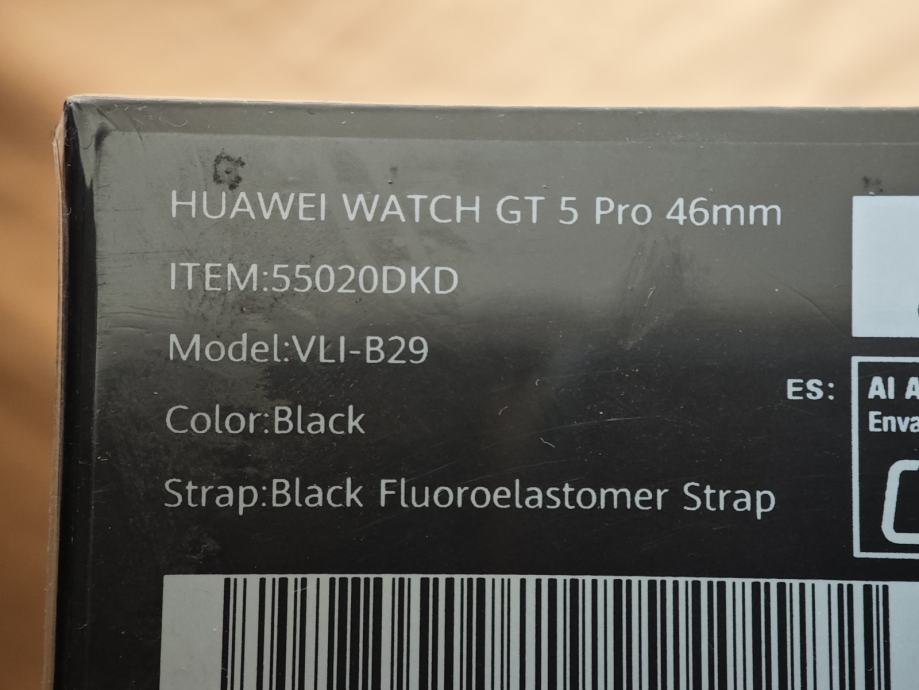 HUAWEI WATCH GT 5 Pro 46mm
ITEM:55020DKD
Model:VLI-B29
Color:Black
ES:
Strap:Black Fluoroelastomer Strap